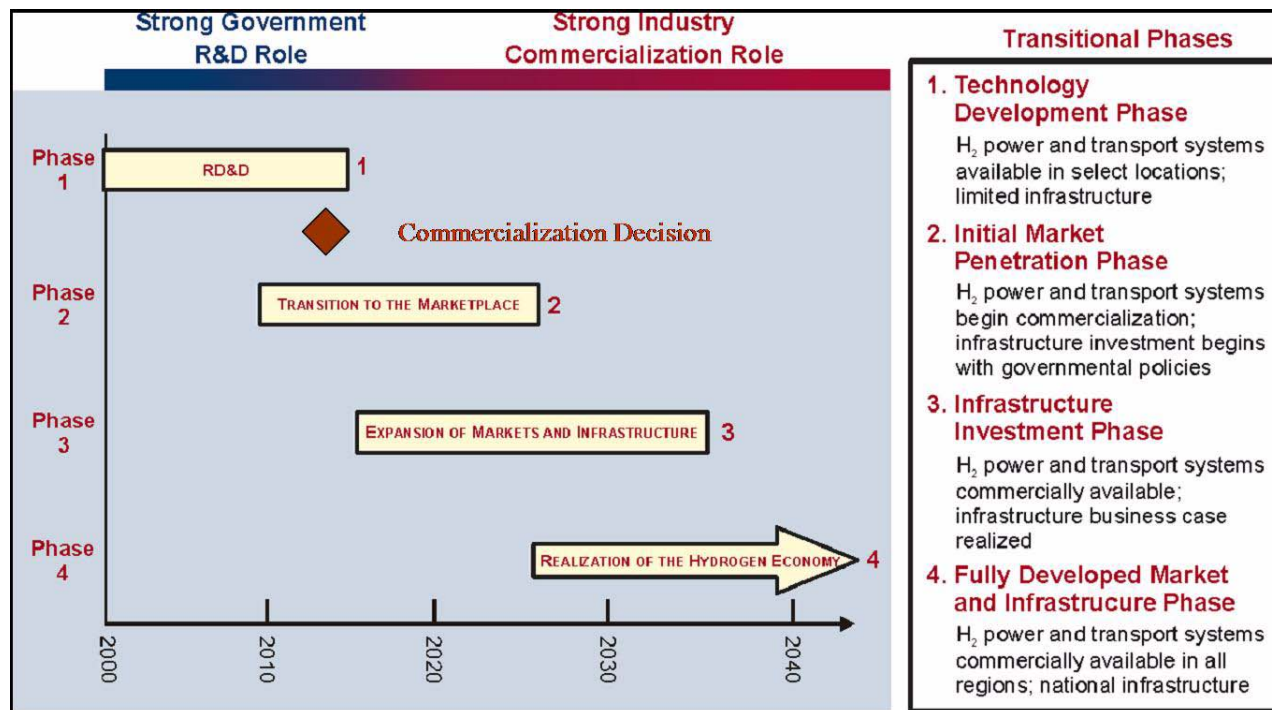 Strong Government
R&D Role
Strong Industry
Commercialization Role
Phase
1
RD&D
1
Commercialization Decision
Phase
2
TRANSITION TO THE MARKETPLACE
2
Phase
3
EXPANSION OF MARKETS AND INFRASTRUCTURE
3
Phase
4
REALIZATION OF THE HYDROGEN ECONOMY
4
2000
2010
2020
2030
2040
Transitional Phases
1. Technology
Development Phase
H₂ power and transport systems
available in select locations;
limited infrastructure
2. Initial Market
Penetration Phase
H₂ power and transport systems
begin commercialization;
infrastructure investment begins
with governmental policies
3. Infrastructure
Investment Phase
H₂ power and transport systems
commercially available;
infrastructure business case
realized
4. Fully Developed Market
and Infrastrucure Phase
H₂ power and transport systems
commercially available in all
regions; national infrastructure